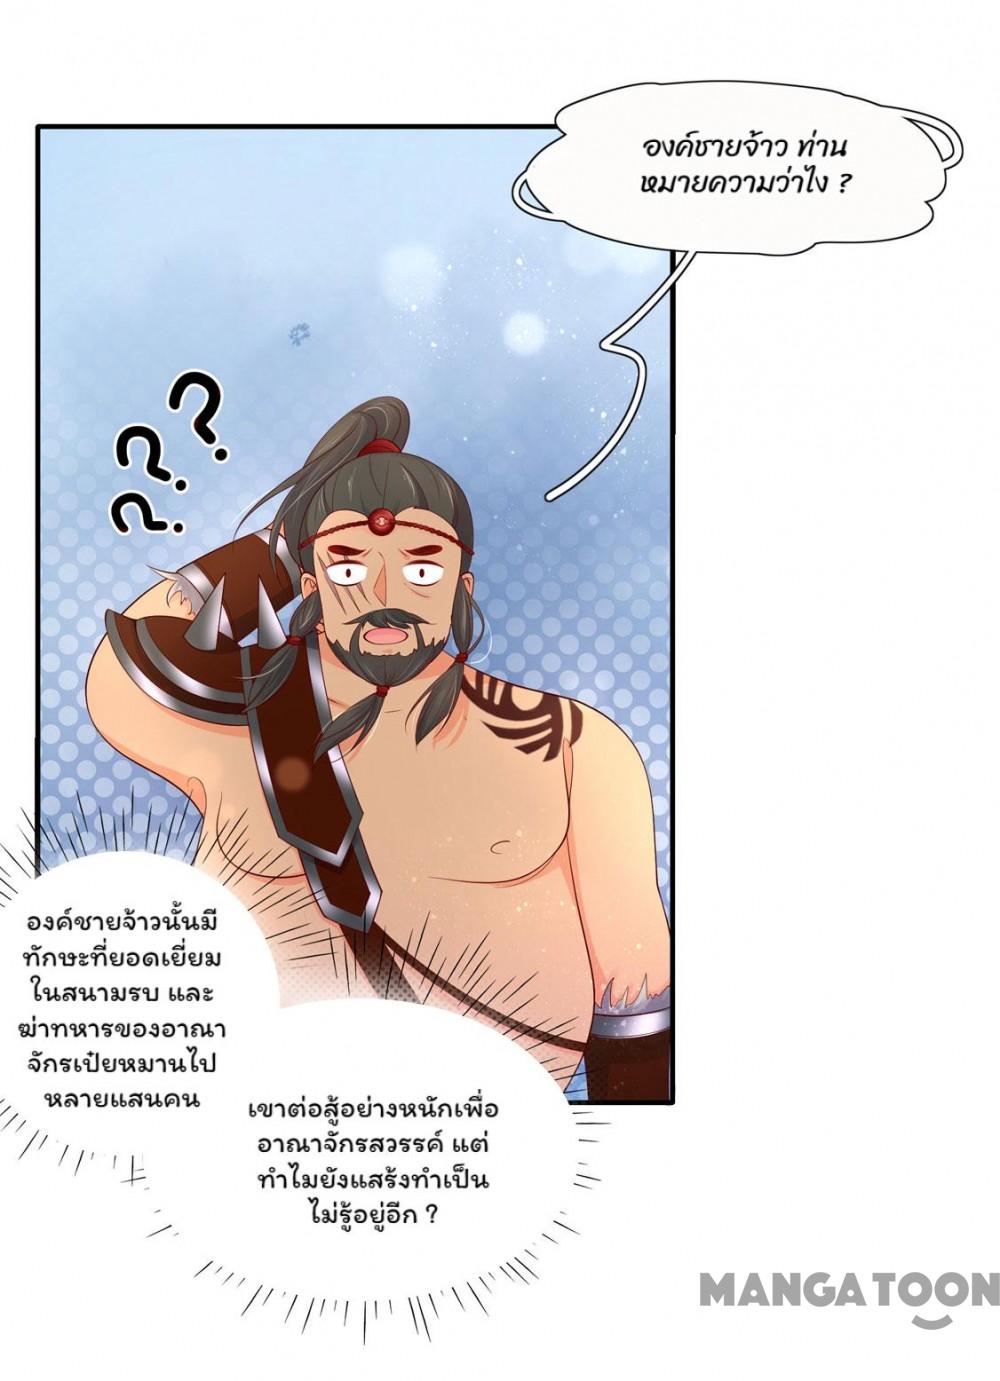 องค์ชายจ้าว ท่าน
หมายความว่าไง ?
? ? ?
องค์ชายจ้าวนั้นมี
ทักษะที่ยอดเยี่ยม
ในสนามรบ และ
ฆ่าทหารของอาณา
จักรเป๋ยหมานไป
หลายแสนคน
เขาต่อสู้อย่างหนักเพื่อ
อาณาจักรสวรรค์ แต่
ทำไมยังแสร้งทำเป็น
ไม่รู้อยู่อีก ?
MANGATOON